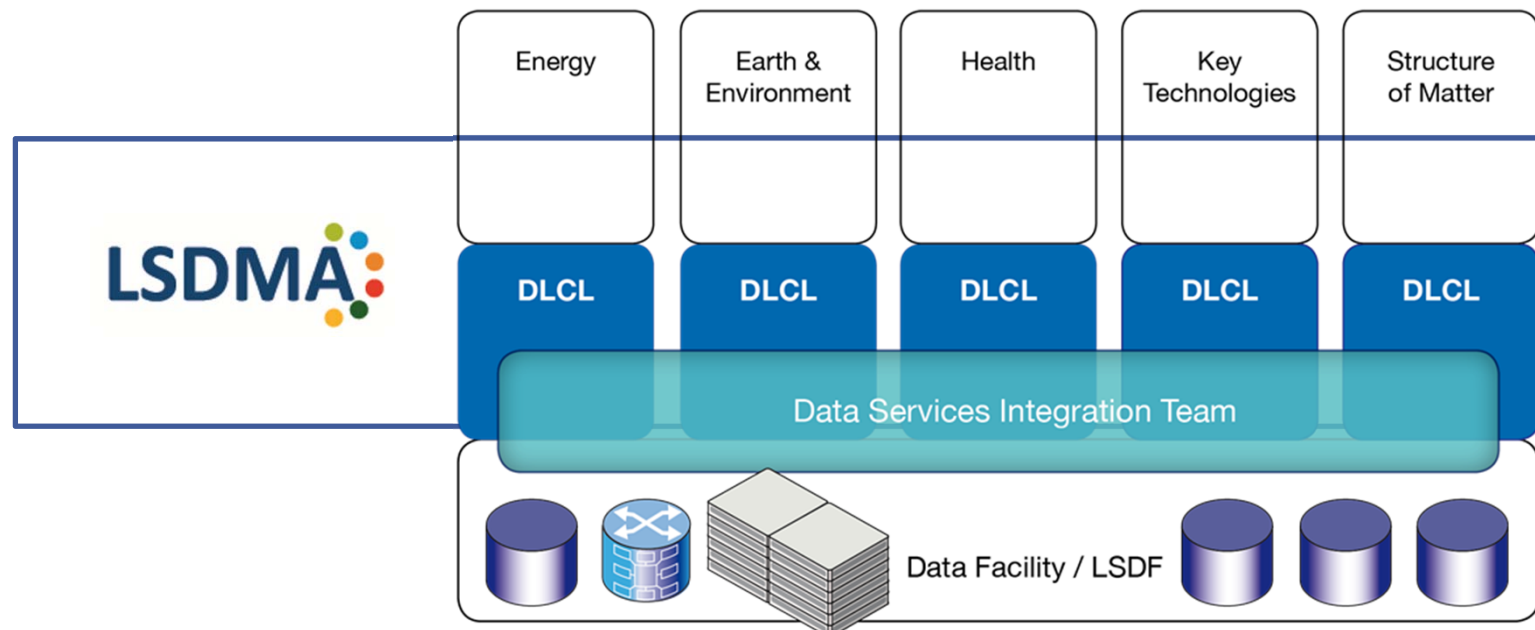 Energy
Earth &
Environment
Health
Key
Technologies
Structure
of Matter
LSDMA
DLCL
DLCL
DLCL
DLCL
DLCL
Data Services Integration Team
Data Facility / LSDF